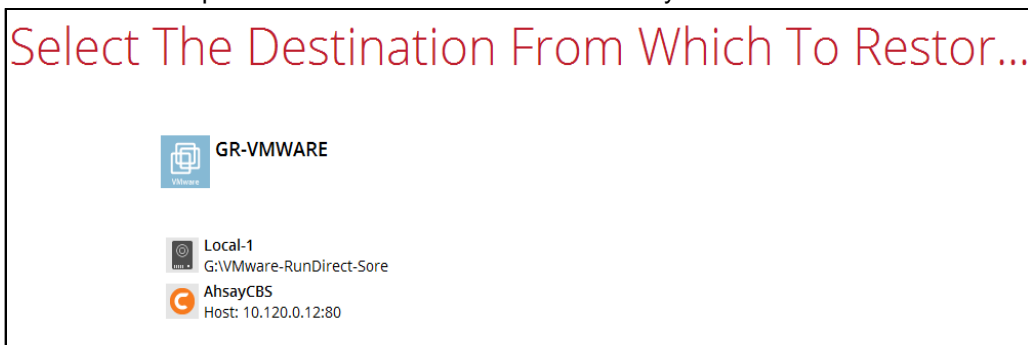 Select The Destination From Which To Restor...
GR-VMWARE
VMware
Local-1
G:\VMware-RunDirect-Sore
AhsayCBS
Host: 10.120.0.12:80